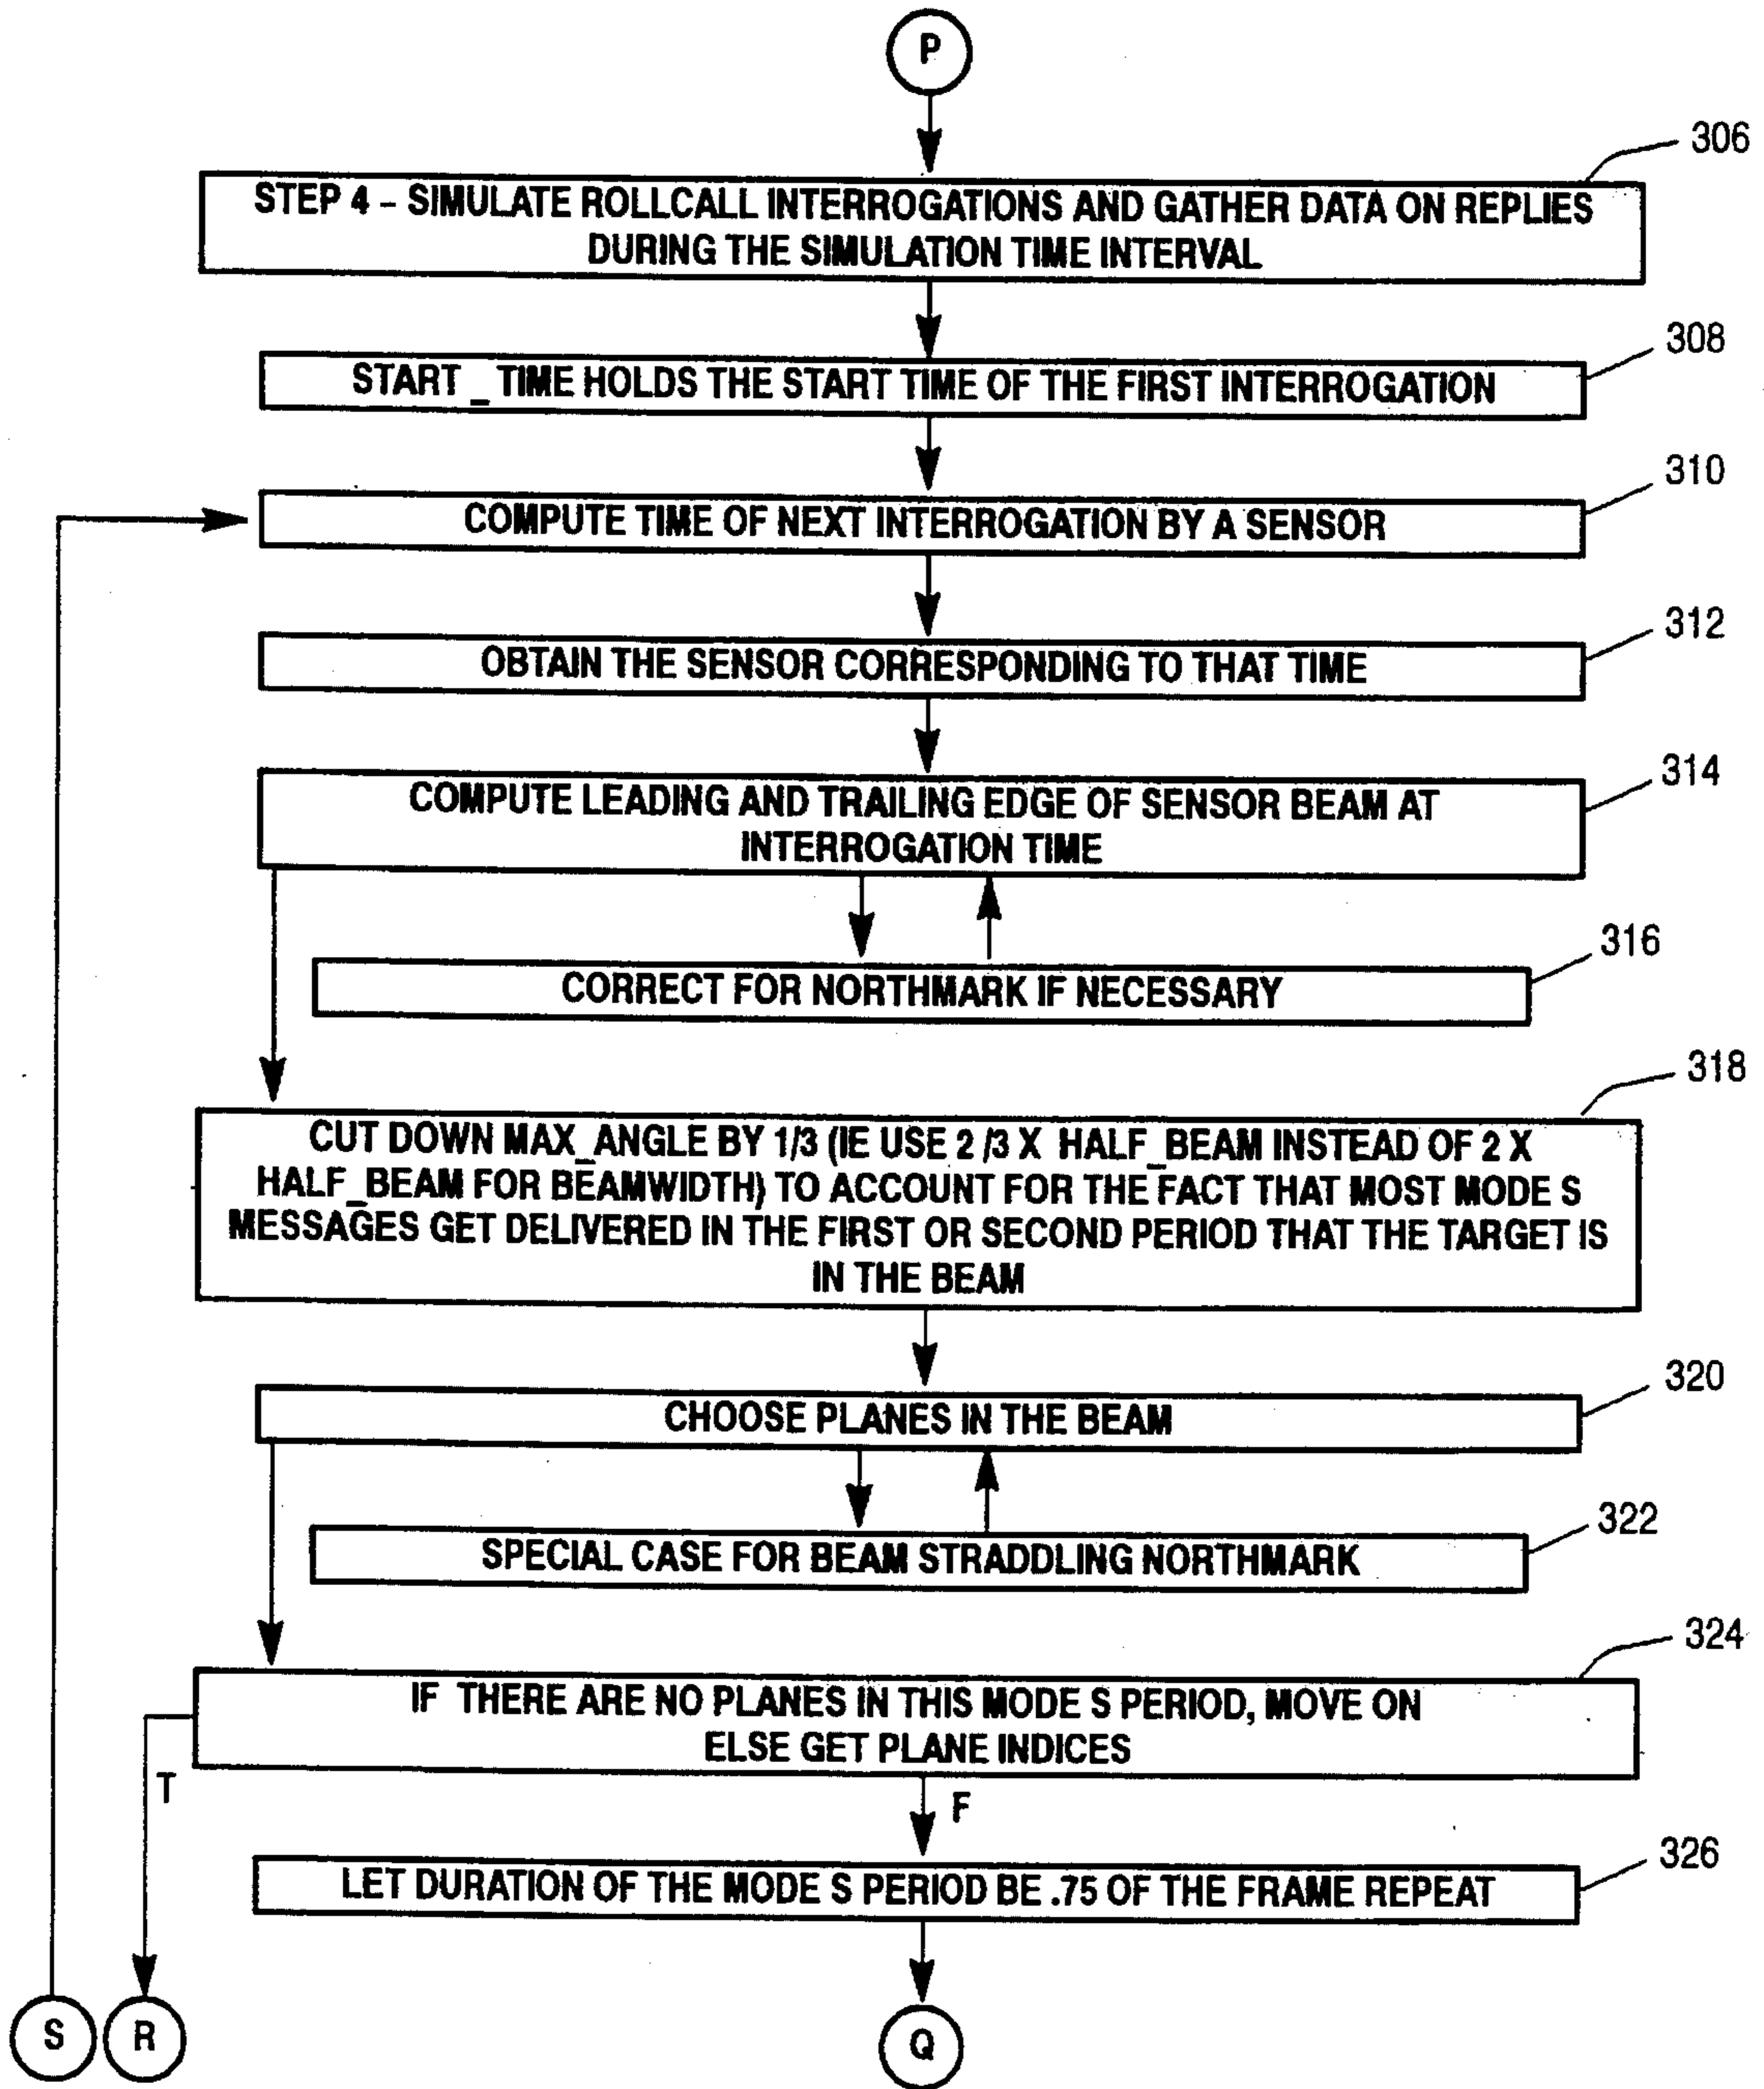 P
306
STEP 4 – SIMULATE ROLLCALL INTERROGATIONS AND GATHER DATA ON REPLIES
DURING THE SIMULATION TIME INTERVAL
308
START _ TIME HOLDS THE START TIME OF THE FIRST INTERROGATION
310
COMPUTE TIME OF NEXT INTERROGATION BY A SENSOR
312
OBTAIN THE SENSOR CORRESPONDING TO THAT TIME
314
COMPUTE LEADING AND TRAILING EDGE OF SENSOR BEAM AT
INTERROGATION TIME
316
CORRECT FOR NORTHMARK IF NECESSARY
318
CUT DOWN MAX_ANGLE BY 1/3 (IE USE 2 /3 X HALF_BEAM INSTEAD OF 2 X
HALF_BEAM FOR BEAMWIDTH) TO ACCOUNT FOR THE FACT THAT MOST MODE S
MESSAGES GET DELIVERED IN THE FIRST OR SECOND PERIOD THAT THE TARGET IS
IN THE BEAM
320
CHOOSE PLANES IN THE BEAM
322
SPECIAL CASE FOR BEAM STRADDLING NORTHMARK
324
IF THERE ARE NO PLANES IN THIS MODE S PERIOD, MOVE ON
ELSE GET PLANE INDICES
T
F
326
LET DURATION OF THE MODE S PERIOD BE .75 OF THE FRAME REPEAT
S
R
Q